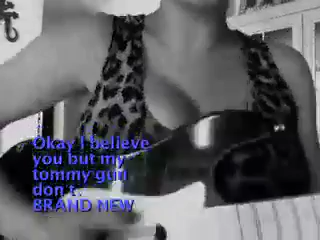 Okay I believe
you but my
tommy gun
don't.
BRAND NEW